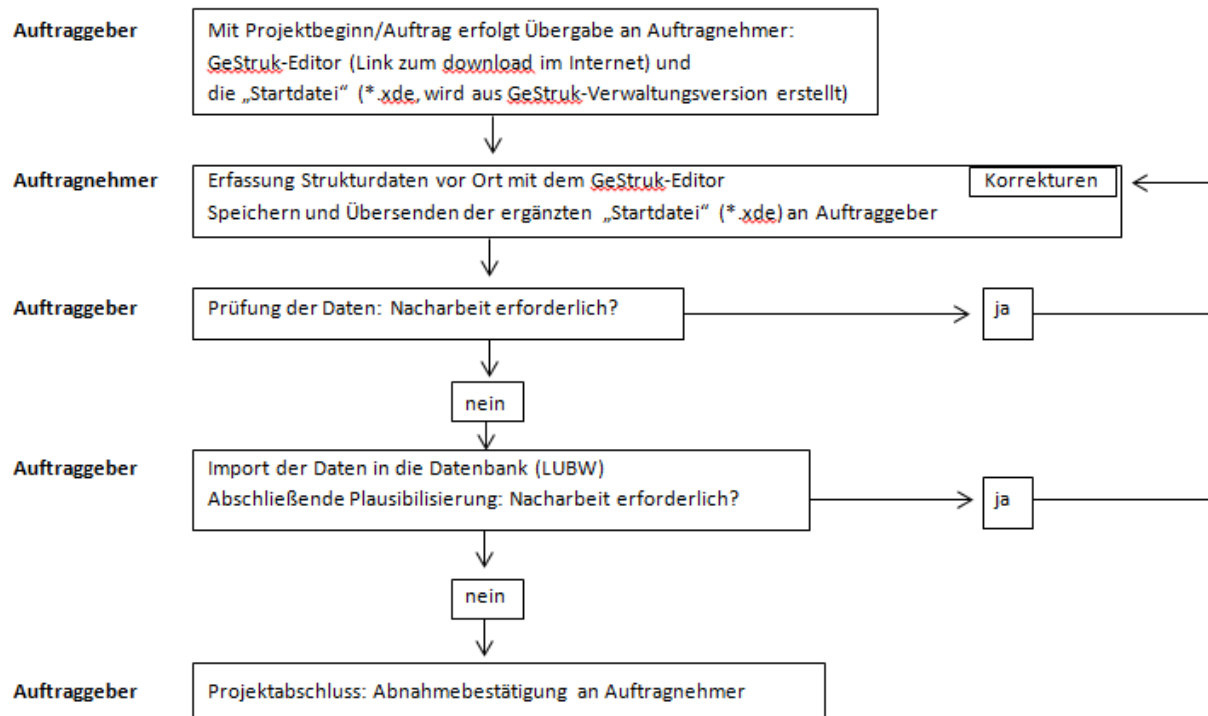 Auftraggeber Mit Projektbeginn/Auftrag erfolgt Übergabe an Auftragnehmer:
GeStruk-Editor (Link zum download im Internet) und
die „Startdatei“ (*.xde, wird aus GeStruk-Verwaltungsversion erstellt)
Auftragnehmer Erfassung Strukturdaten vor Ort mit dem GeStruk-Editor Korrekturen
Speichern und Übersenden der ergänzten „Startdatei“ (*.xde) an Auftraggeber
Auftraggeber Prüfung der Daten: Nacharbeit erforderlich? ja
nein
Auftraggeber Import der Daten in die Datenbank (LUBW)
Abschließende Plausibilisierung: Nacharbeit erforderlich? ja
nein
Auftraggeber Projektabschluss: Abnahmebestätigung an Auftragnehmer